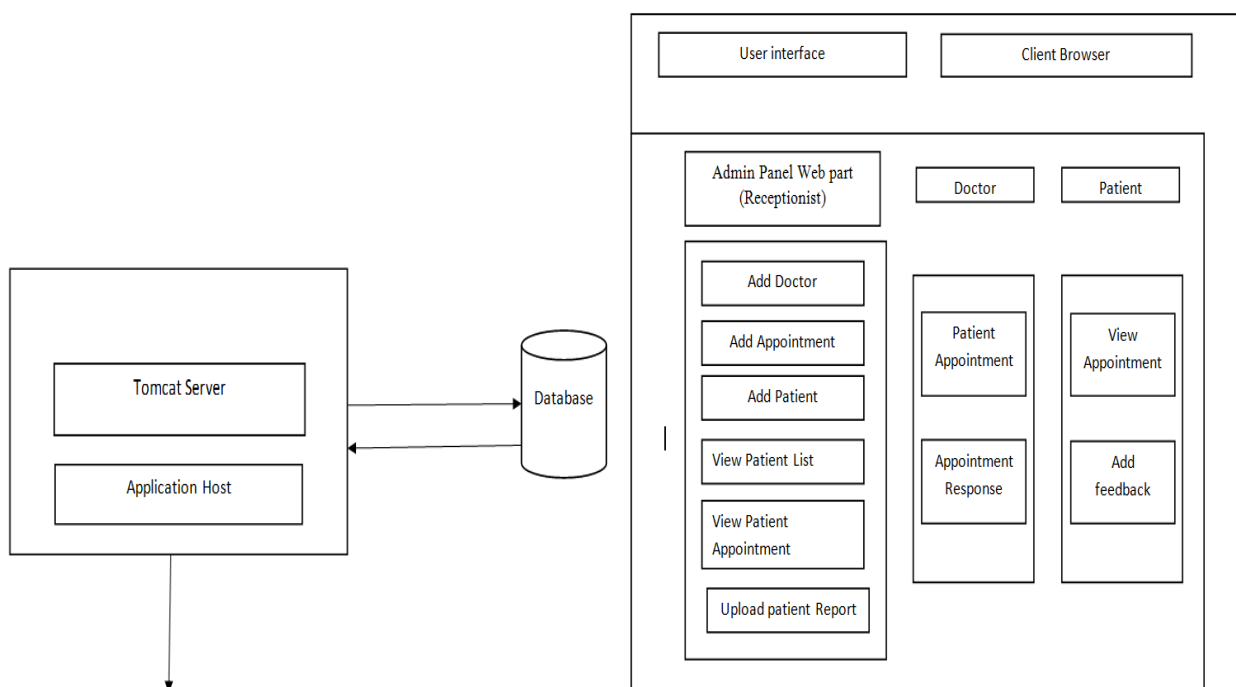 User interface
Client Browser
Admin Panel Web part
(Receptionist)
Doctor
Patient
Add Doctor
Add Appointment
Add Patient
View Patient List
View Patient
Appointment
Upload patient Report
Patient
Appointment
Appointment
Response
View
Appointment
Add
feedback
Tomcat Server
Application Host
Database